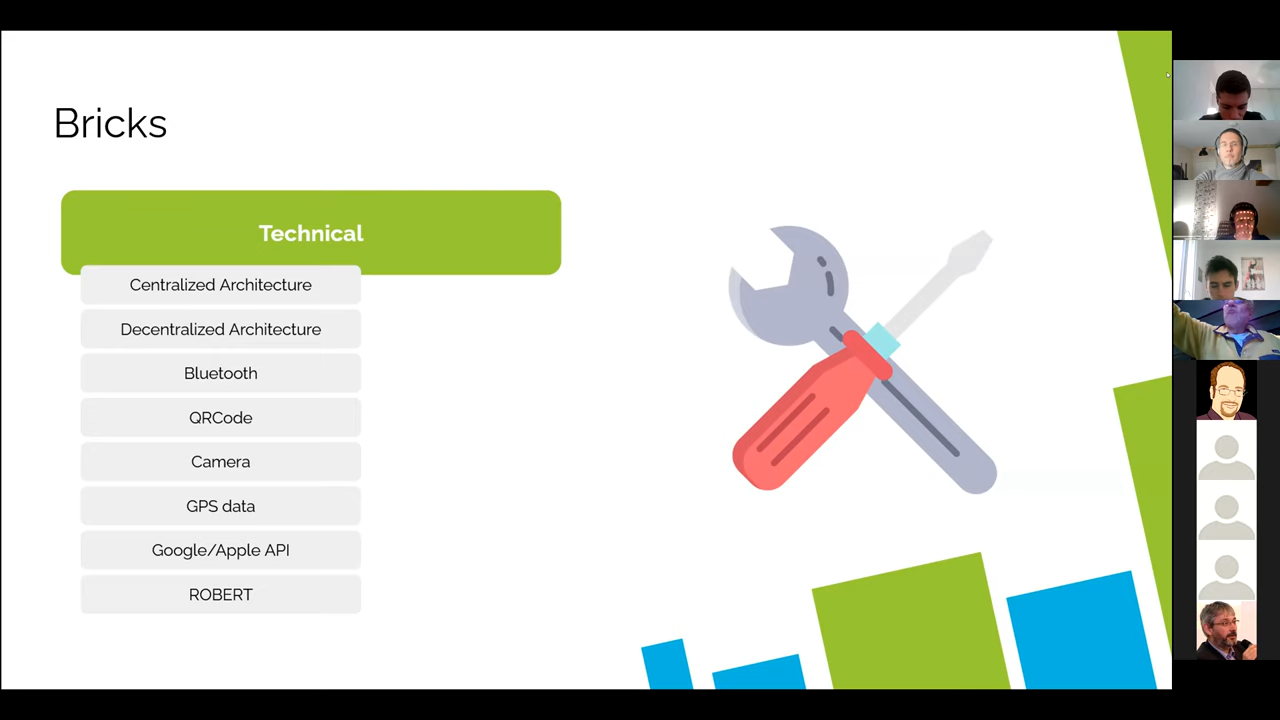 Bricks
Technical
Centralized Architecture
Decentralized Architecture
Bluetooth
QRCode
Camera
GPS data
Google/Apple API
ROBERT